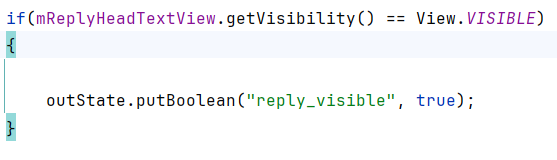 if(mReplyHeadTextView.getVisibility() == View.VISIBLE)
{
outState.putBoolean("reply_visible", true);
}